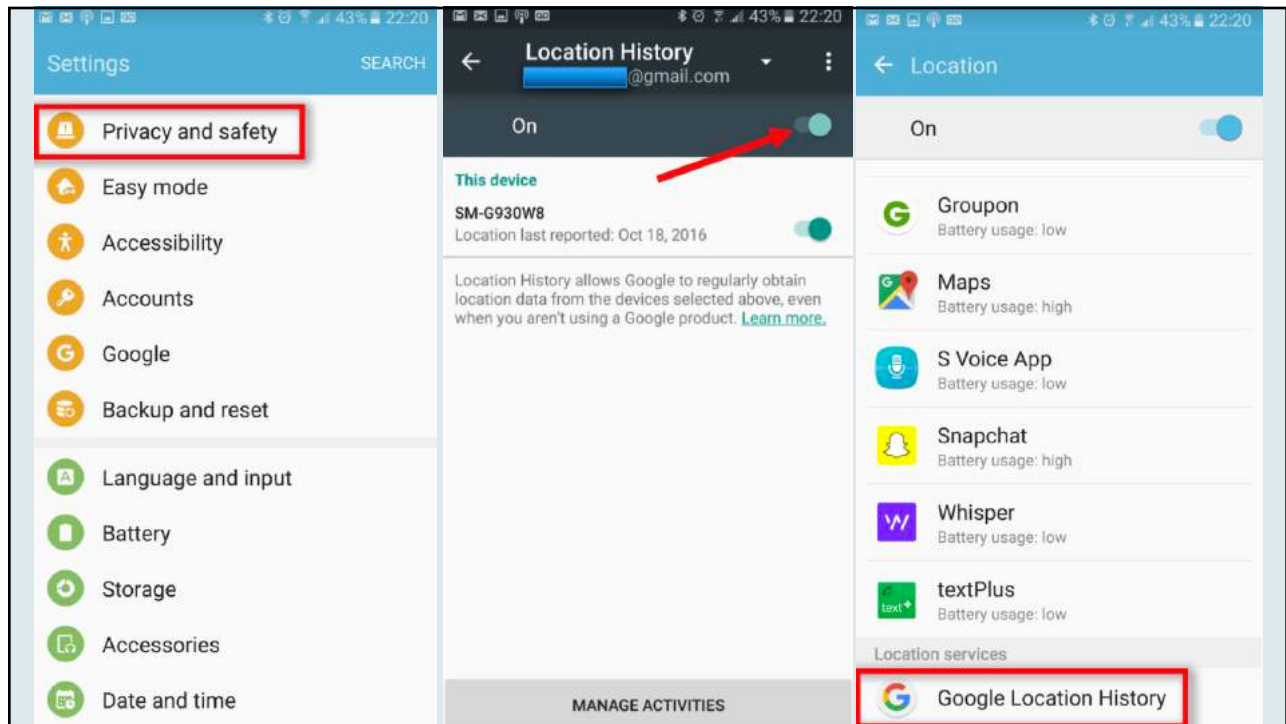 43% 22:20
Settings
SEARCH
Privacy and safety
Easy mode
Accessibility
Accounts
Google
Backup and reset
Language and input
Battery
Storage
Accessories
Date and time
43% 22:20
Location History
@gmail.com
On
This device
SM-G930W8
Location last reported: Oct 18, 2016
Location History allows Google to regularly obtain
location data from the devices selected above, even
when you aren't using a Google product. Learn more.
MANAGE ACTIVITIES
43% 22:20
Location
On
Groupon
Battery usage: low
Maps
Battery usage: high
S Voice App
Battery usage: low
Snapchat
Battery usage: high
Whisper
Battery usage: low
text+
textPlus
Battery usage: low
Location services
Google Location History